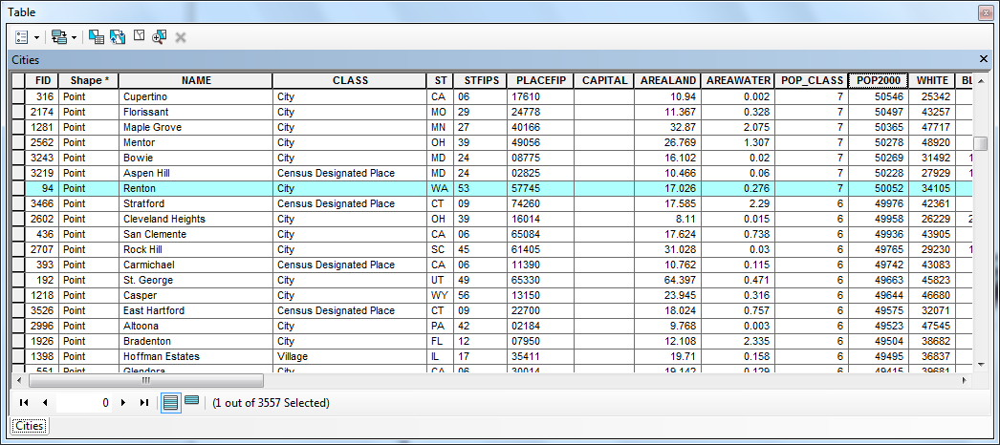 Table
Cities
FID Shape * NAME CLASS ST STFIPS PLACEFIP CAPITAL AREALAND AREAWATER POP_CLASS POP2000 WHITE BL
316 Point Cupertino City CA 06 17610 10.94 0.002 7 50546 25342
2174 Point Florissant City MO 29 24778 11.367 0.328 7 50497 43257
1281 Point Maple Grove City MN 27 40166 32.87 2.075 7 50365 47717
2562 Point Mentor City OH 39 49056 26.769 1.307 7 50278 48920
3243 Point Bowie City MD 24 08775 16.102 0.02 7 50269 31492 1
3219 Point Aspen Hill Census Designated Place MD 24 02825 10.466 0.06 7 50228 27929 1
94 Point Renton City WA 53 57745 17.026 0.276 7 50052 34105
3466 Point Stratford Census Designated Place CT 09 74260 17.585 2.29 6 49976 42361
2602 Point Cleveland Heights City OH 39 16014 8.11 0.015 6 49958 26229 2
436 Point San Clemente City CA 06 65084 17.624 0.738 6 49936 43905
2707 Point Rock Hill City SC 45 61405 31.028 0.03 6 49765 29230 1
393 Point Carmichael Census Designated Place CA 06 11390 10.762 0.115 6 49742 43083
192 Point St. George City UT 49 65330 64.397 0.471 6 49663 45823
1218 Point Casper City WY 56 13150 23.945 0.316 6 49644 46680
3526 Point East Hartford Census Designated Place CT 09 22700 18.024 0.757 6 49575 32071
2996 Point Altoona City PA 42 02184 9.768 0.003 6 49523 47545
1926 Point Bradenton City FL 12 07950 12.108 2.335 6 49504 38682
1398 Point Hoffman Estates Village IL 17 35411 19.71 0.158 6 49495 36837
551 Point Glendora City CA 06 30014 19.142 0.129 6 49415 39681
0 (1 out of 3557 Selected)
Cities